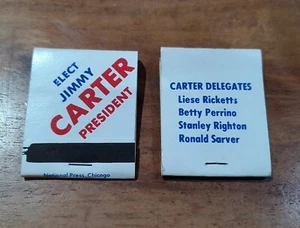 ELECT
JIMMY
CARTER
PRESIDENT
National Press, Chicago
CARTER DELEGATES
Liese Ricketts
Betty Perrino
Stanley Righton
Ronald Sarver